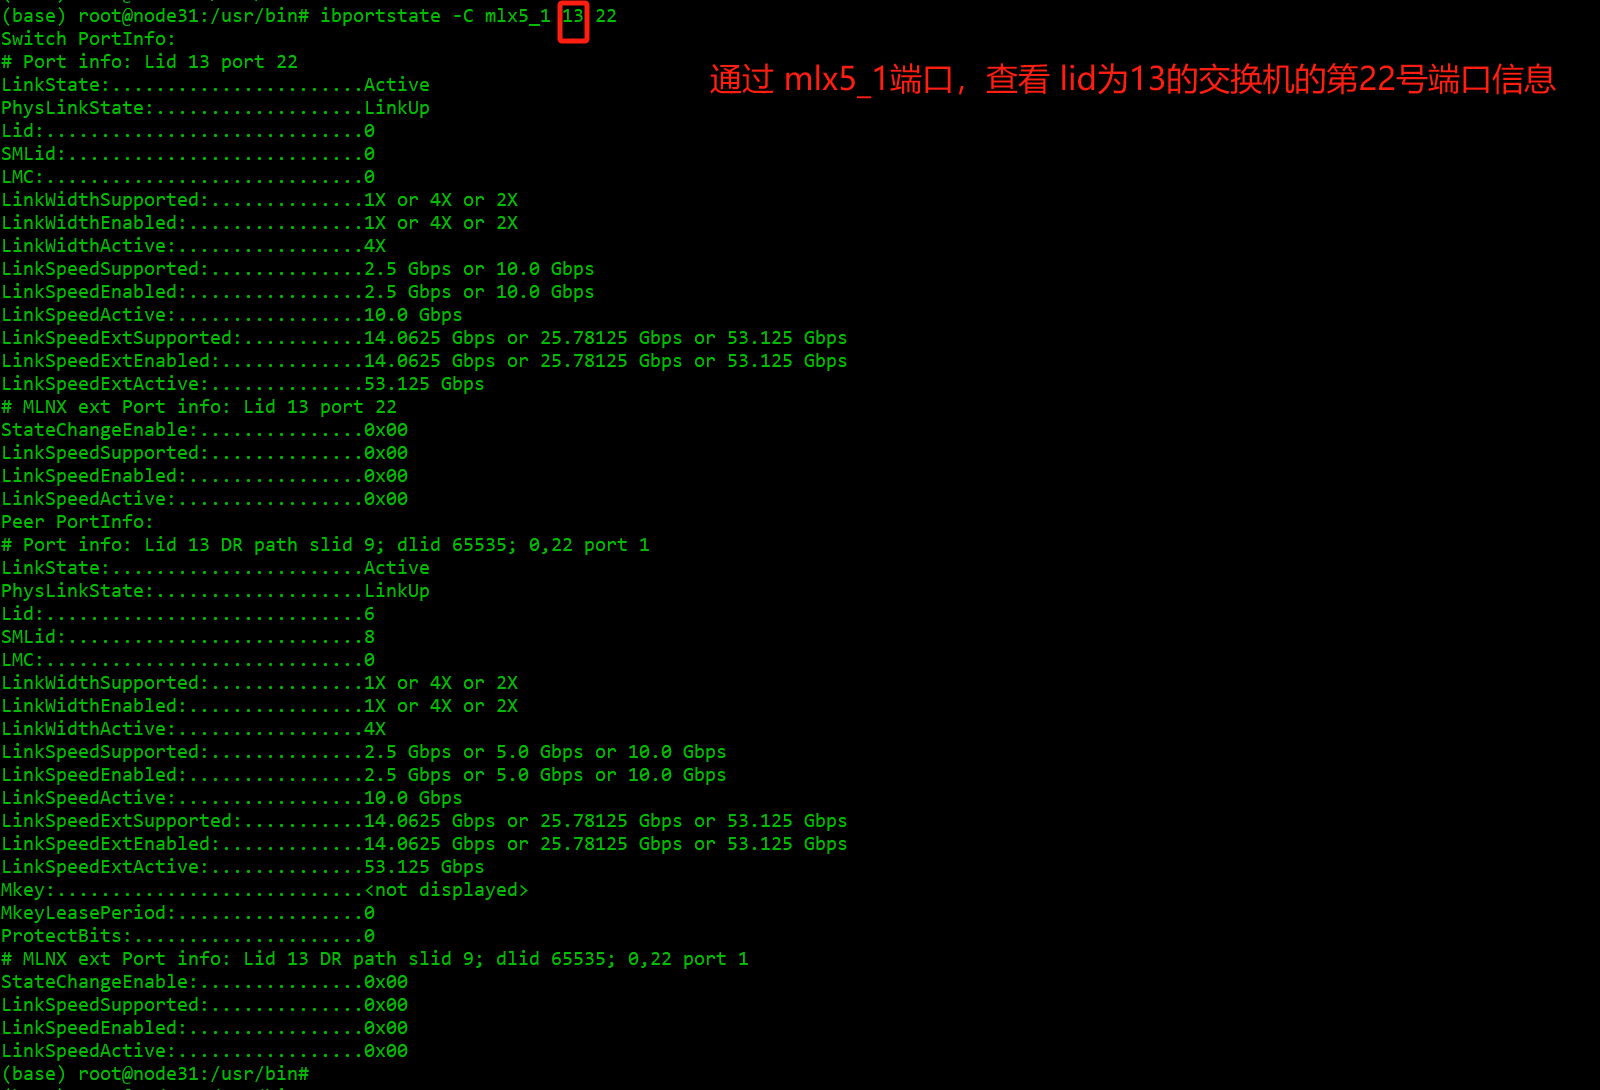 (base) root@node31:/usr/bin# ibportstate -C mlx5_1 13 22
Switch PortInfo:
# Port info: Lid 13 port 22
通过 mlx5_1端口，查看 lid为13的交换机的第22号端口信息
LinkState:.......................Active
PhysLinkState:...................LinkUp
Lid:.............................0
SMLid:...........................0
LMC:.............................0
LinkWidthSupported:..............1X or 4X or 2X
LinkWidthEnabled:................1X or 4X or 2X
LinkWidthActive:.................4X
LinkSpeedSupported:..............2.5 Gbps or 10.0 Gbps
LinkSpeedEnabled:................2.5 Gbps or 10.0 Gbps
LinkSpeedActive:.................10.0 Gbps
LinkSpeedExtSupported:...........14.0625 Gbps or 25.78125 Gbps or 53.125 Gbps
LinkSpeedExtEnabled:.............14.0625 Gbps or 25.78125 Gbps or 53.125 Gbps
LinkSpeedExtActive:..............53.125 Gbps
# MLNX ext Port info: Lid 13 port 22
StateChangeEnable:...............0x00
LinkSpeedSupported:..............0x00
LinkSpeedEnabled:................0x00
LinkSpeedActive:.................0x00
Peer PortInfo:
# Port info: Lid 13 DR path slid 9; dlid 65535; 0,22 port 1
LinkState:.......................Active
PhysLinkState:...................LinkUp
Lid:.............................6
SMLid:...........................8
LMC:.............................0
LinkWidthSupported:..............1X or 4X or 2X
LinkWidthEnabled:................1X or 4X or 2X
LinkWidthActive:.................4X
LinkSpeedSupported:..............2.5 Gbps or 5.0 Gbps or 10.0 Gbps
LinkSpeedEnabled:................2.5 Gbps or 5.0 Gbps or 10.0 Gbps
LinkSpeedActive:.................10.0 Gbps
LinkSpeedExtSupported:...........14.0625 Gbps or 25.78125 Gbps or 53.125 Gbps
LinkSpeedExtEnabled:.............14.0625 Gbps or 25.78125 Gbps or 53.125 Gbps
LinkSpeedExtActive:..............53.125 Gbps
Mkey:............................<not displayed>
MkeyLeasePeriod:.................0
ProtectBits:.....................0
# MLNX ext Port info: Lid 13 DR path slid 9; dlid 65535; 0,22 port 1
StateChangeEnable:...............0x00
LinkSpeedSupported:..............0x00
LinkSpeedEnabled:................0x00
LinkSpeedActive:.................0x00
(base) root@node31:/usr/bin#